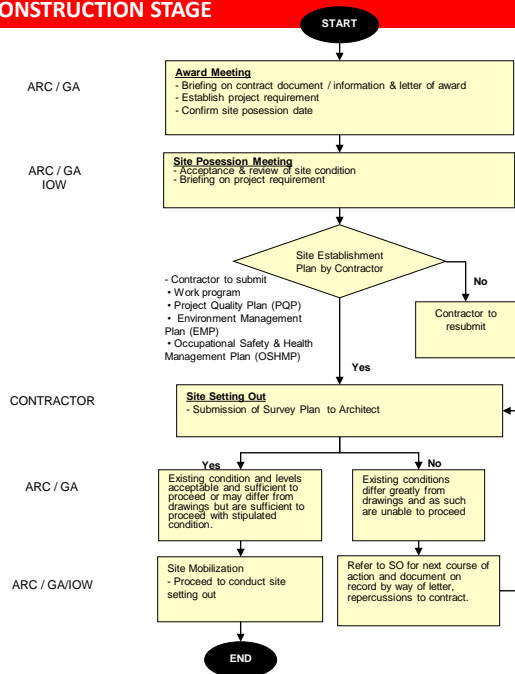 ONSTRUCTION STAGE
START
ARC / GA
Award Meeting
- Briefing on contract document / information & letter of award
- Establish project requirement
- Confirm site posession date
ARC / GA
IOW
Site Posession Meeting
- Acceptance & review of site condition
- Briefing on project requirement
Site Establishment
Plan by Contractor
No
Contractor to
resubmit
- Contractor to submit
• Work program
• Project Quality Plan (PQP)
• Environment Management
Plan (EMP)
• Occupational Safety & Health
Management Plan (OSHMP)
Yes
CONTRACTOR
Site Setting Out
- Submission of Survey Plan to Architect
Yes
No
ARC / GA
Existing condition and levels
acceptable and sufficient to
proceed or may differ from
drawings but are sufficient to
proceed with stipulated
condition.
Existing conditions
differ greatly from
drawings and as such
are unable to proceed
ARC / GA/IOW
Site Mobilization
- Proceed to conduct site
setting out
Refer to SO for next course of
action and document on
record by way of letter,
repercussions to contract.
END